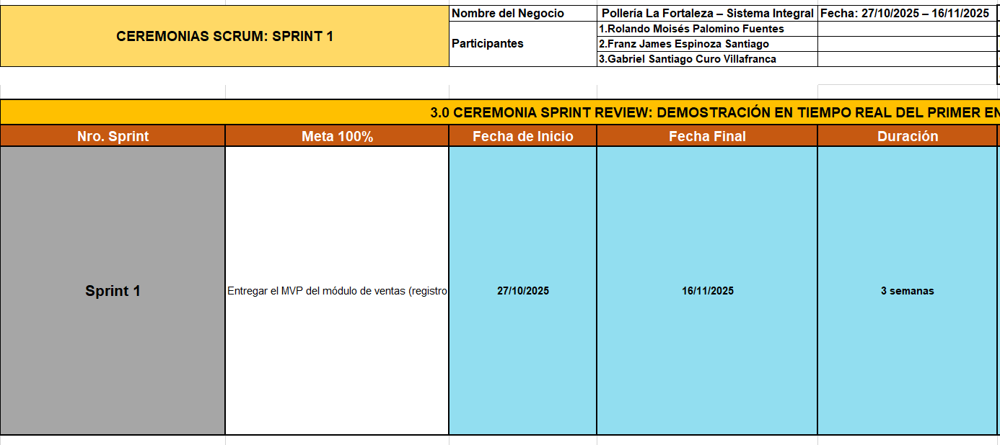 CEREMONIAS SCRUM: SPRINT 1
Nombre del Negocio
Pollería La Fortaleza – Sistema Integral
Fecha: 27/10/2025 – 16/11/2025
Participantes
1.Rolando Moisés Palomino Fuentes
2.Franz James Espinoza Santiago
3.Gabriel Santiago Curo Villafranca
3.0 CEREMONIA SPRINT REVIEW: DEMOSTRACIÓN EN TIEMPO REAL DEL PRIMER EN
Nro. Sprint
Meta 100%
Fecha de Inicio
Fecha Final
Duración
Sprint 1
Entregar el MVP del módulo de ventas (registro
27/10/2025
16/11/2025
3 semanas